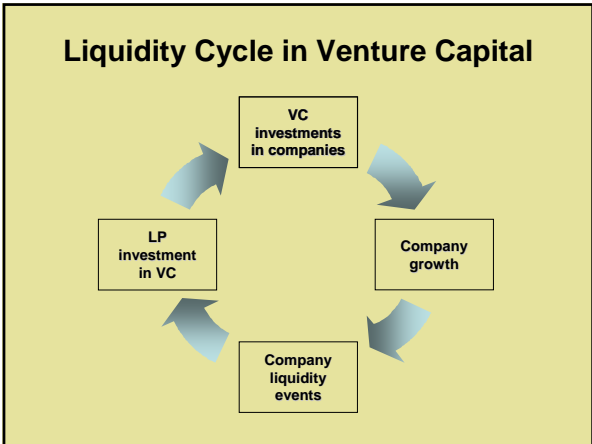 Liquidity Cycle in Venture Capital
VC
investments
in companies
LP
investment
in VC
Company
growth
Company
liquidity
events